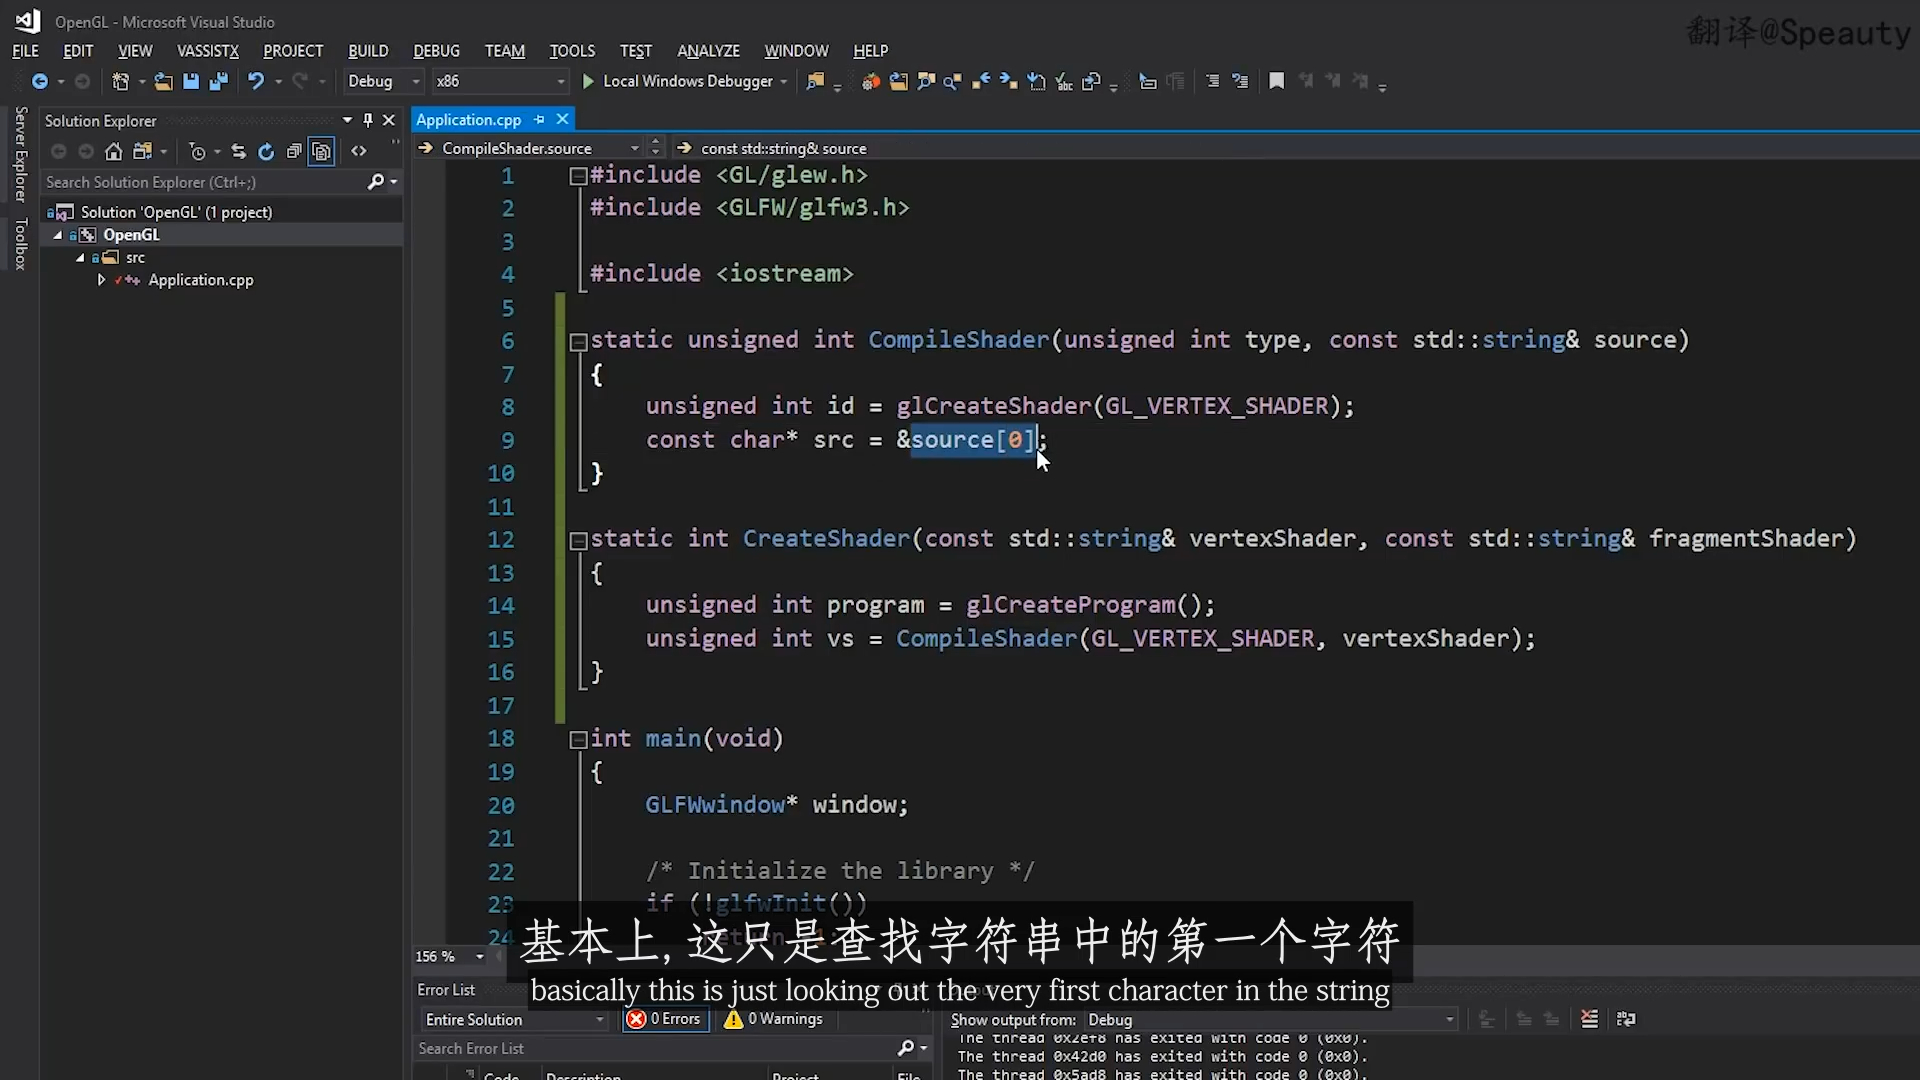 OpenGL - Microsoft Visual Studio
翻译@Speauty
FILE EDIT VIEW VASSISTX PROJECT BUILD DEBUG TEAM TOOLS TEST ANALYZE WINDOW HELP
Debug x86 Local Windows Debugger
Server Explorer
Toolbox
Solution Explorer
Search Solution Explorer (Ctrl+;)
Solution 'OpenGL' (1 project)
OpenGL
src
Application.cpp
Application.cpp
CompileShader.source const std::string& source
1 #include <GL/glew.h>
2 #include <GLFW/glfw3.h>
3
4 #include <iostream>
5
6 static unsigned int CompileShader(unsigned int type, const std::string& source)
7 {
8 unsigned int id = glCreateShader(GL_VERTEX_SHADER);
9 const char* src = &source[0];
10 }
11
12 static int CreateShader(const std::string& vertexShader, const std::string& fragmentShader)
13 {
14 unsigned int program = glCreateProgram();
15 unsigned int vs = CompileShader(GL_VERTEX_SHADER, vertexShader);
16 }
17
18 int main(void)
19 {
20 GLFWwindow* window;
21
22 /* Initialize the library */
23 if (!glfwInit())
24
基本上, 这只是查找字符串中的第一个字符
basically this is just looking out the very first character in the string
156 %
Error List
Entire Solution 0 Errors 0 Warnings
Search Error List
Code Description Project File
Show output from: Debug
The thread 0x2ef8 has exited with code 0 (0x0).
The thread 0x42d0 has exited with code 0 (0x0).
The thread 0x5ad8 has exited with code 0 (0x0).